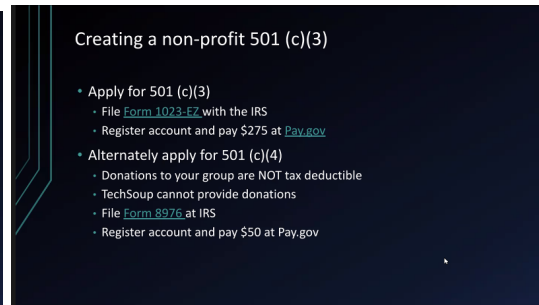 Creating a non-profit 501 (c)(3)
• Apply for 501 (c)(3)
• File Form 1023-EZ with the IRS
• Register account and pay $275 at Pay.gov
• Alternately apply for 501 (c)(4)
• Donations to your group are NOT tax deductible
• TechSoup cannot provide donations
• File Form 8976 at IRS
• Register account and pay $50 at Pay.gov